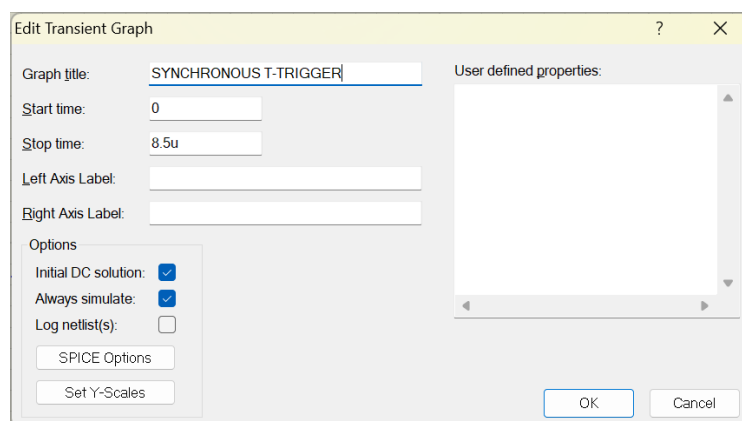 Edit Transient Graph
?
Graph title:
SYNCHRONOUS T-TRIGGER
User defined properties:
Start time:
0
Stop time:
8.5u
Left Axis Label:
Right Axis Label:
Options
Initial DC solution:
Always simulate:
Log netlist(s):
SPICE Options
Set Y-Scales
OK
Cancel